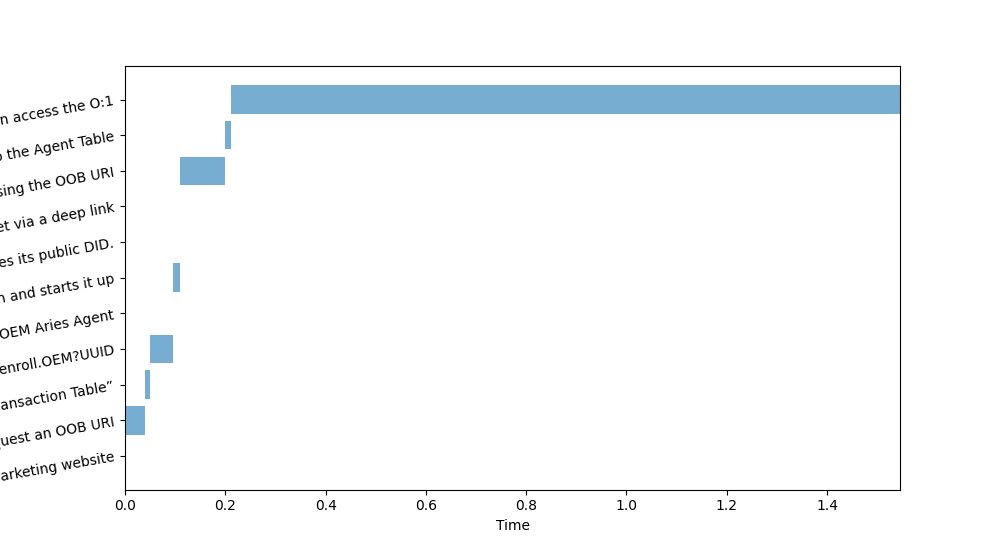 n access the O:1
the Agent Table
sing the OOB URI
et via a deep link
es its public DID.
n and starts it up
OEM Aries Agent
enroll.OEM?UUID
ansaction Table”
uest an OOB URI
arketing website
0.0 0.2 0.4 0.6 0.8 1.0 1.2 1.4
Time